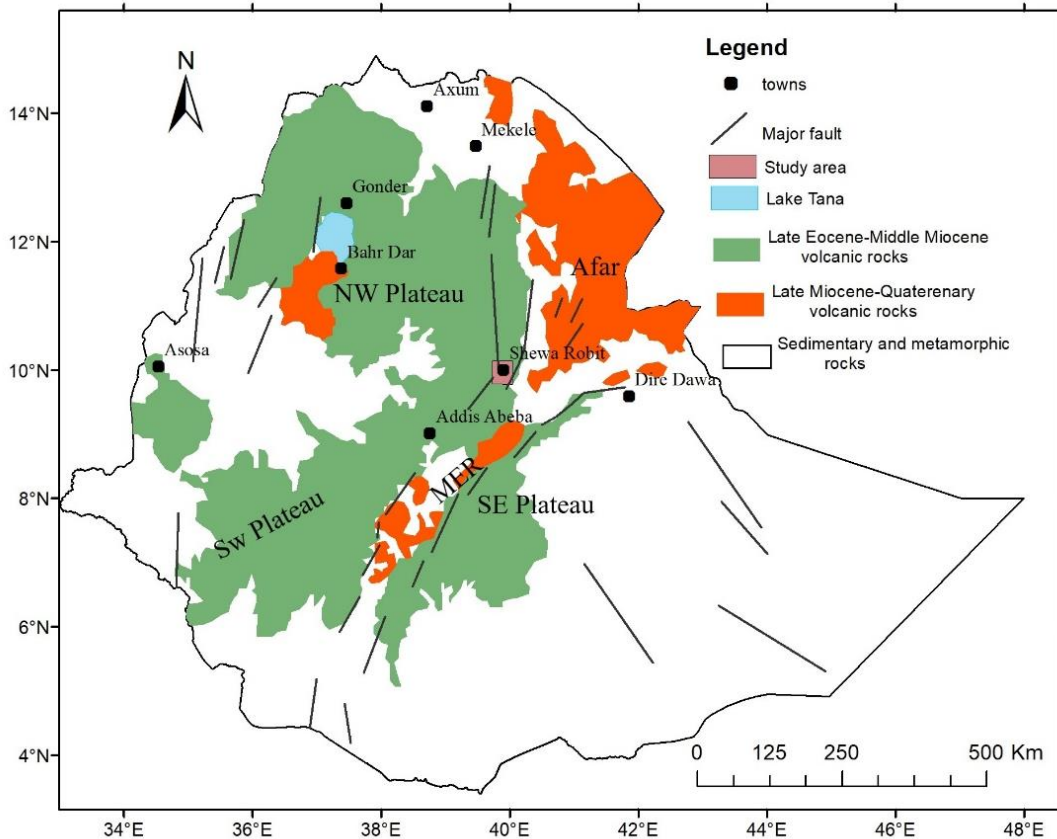 Legend
towns
Major fault
Study area
Lake Tana
Late Eocene-Middle Miocene
volcanic rocks
Late Miocene-Quaterenary
volcanic rocks
Sedimentary and metamorphic
rocks
N
14°N
12°N
10°N
8°N
6°N
4°N
Axum
Mekele
Gonder
Bahr Dar
NW Plateau
Afar
Asosa
Shewa Robit
Dire Dawa
Addis Abeba
MER
SE Plateau
Sw Plateau
0 125 250 500 Km
34°E 36°E 38°E 40°E 42°E 44°E 46°E 48°E